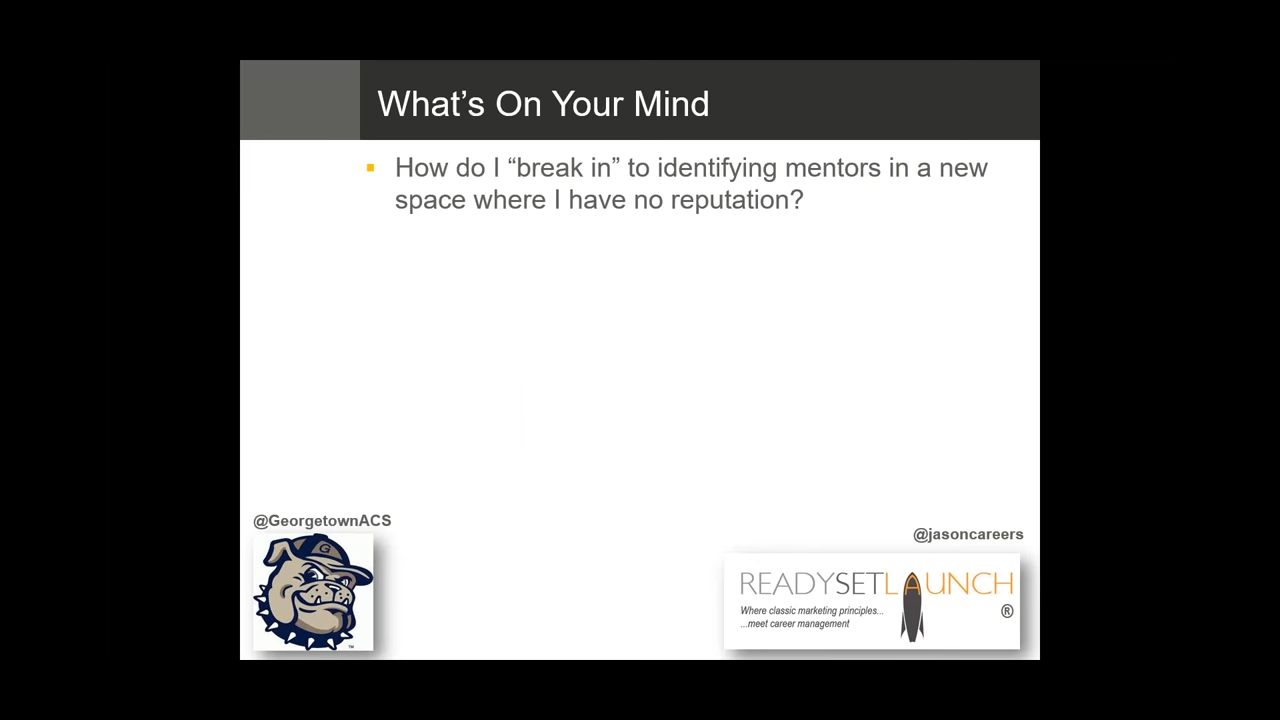 What's On Your Mind
How do I “break in” to identifying mentors in a new
space where I have no reputation?
@GeorgetownACS
G
TM
@jasoncareers
READYSETLAUNCH
®
Where classic marketing principles...
...meet career management